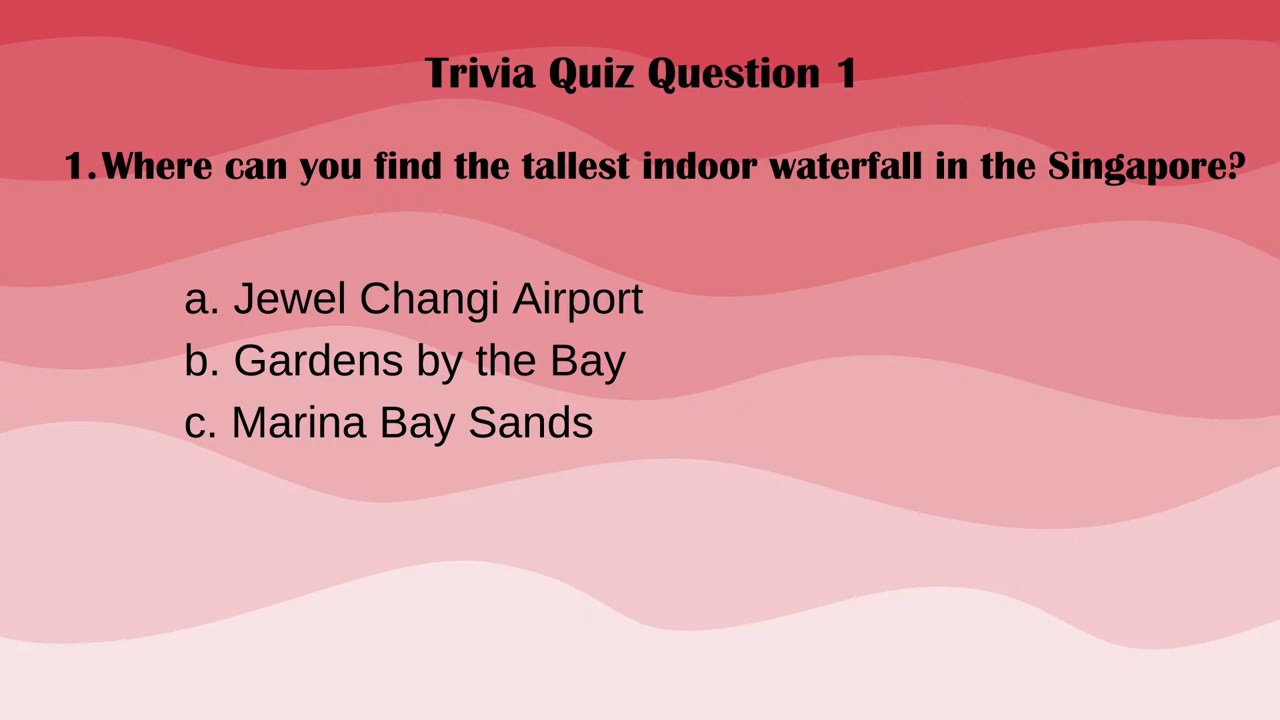 Trivia Quiz Question 1
1. Where can you find the tallest indoor waterfall in the Singapore?
a. Jewel Changi Airport
b. Gardens by the Bay
c. Marina Bay Sands